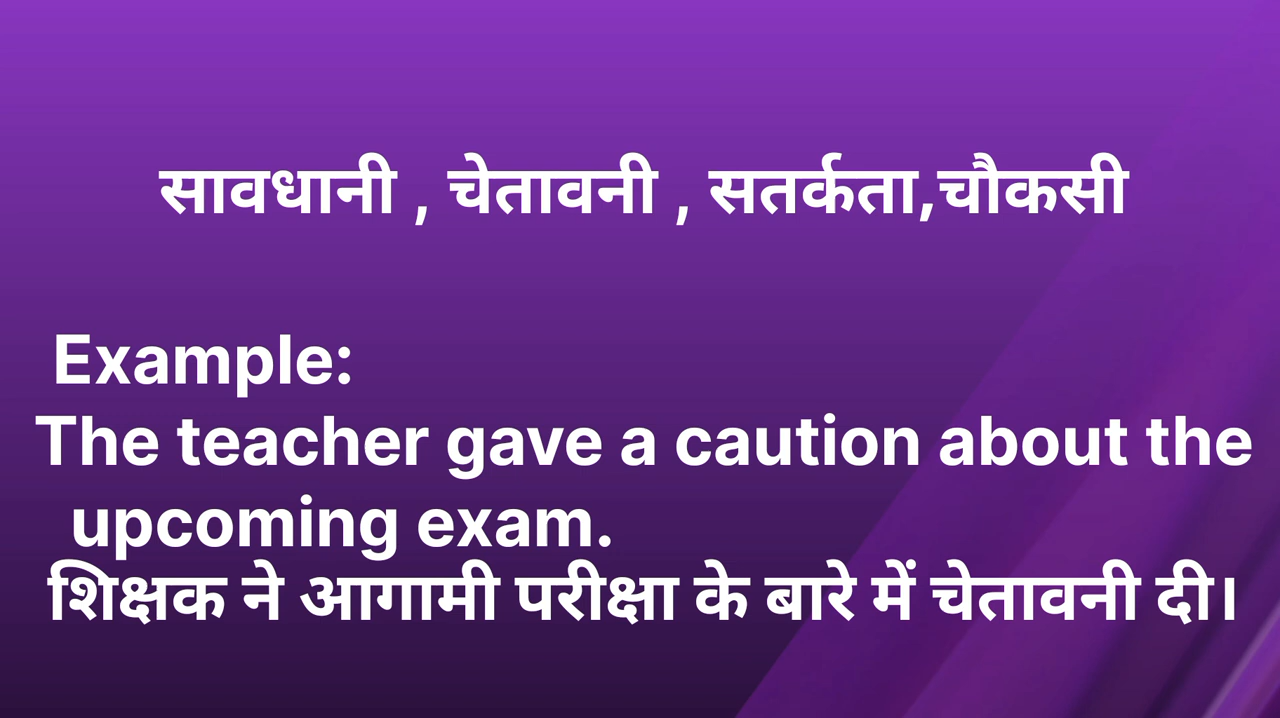 सावधानी , चेतावनी , सतर्कता,चौकसी
Example:
The teacher gave a caution about the
upcoming exam.
शिक्षक ने आगामी परीक्षा के बारे में चेतावनी दी।